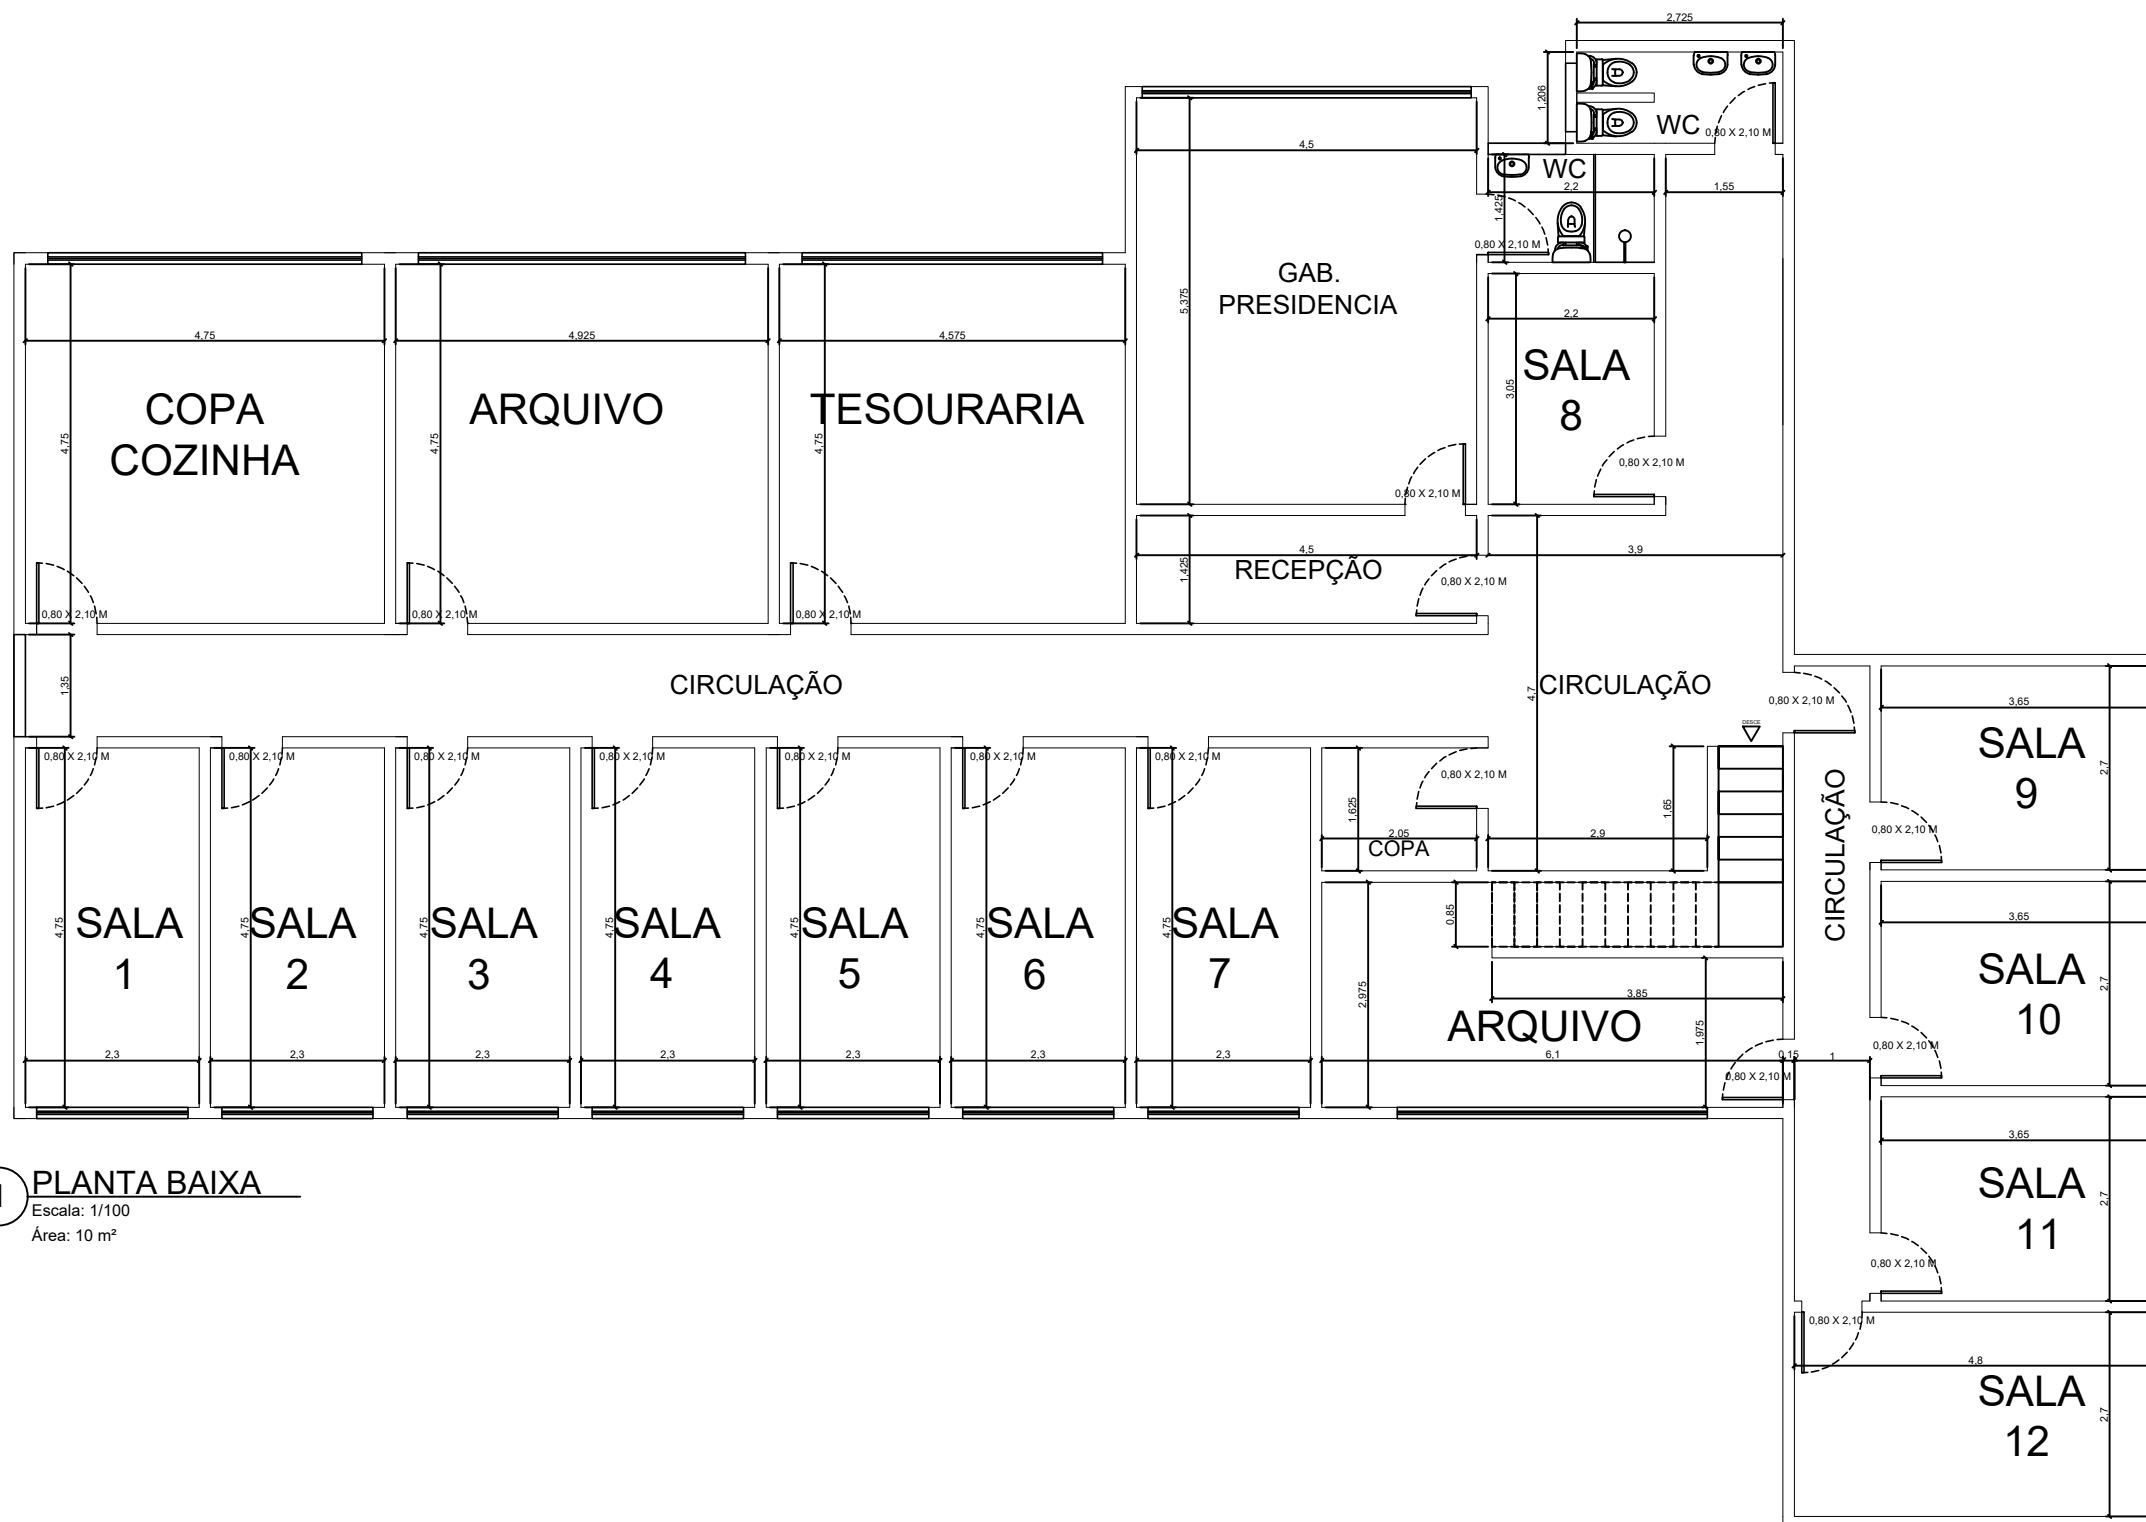 2,725
1,206
WC
0,80 X 2,10 M
4,5
WC
2,2
1,55
1,425
0,80 X 2,10 M
GAB.
PRESIDENCIA
5,375
2,2
3,05
SALA
8
0,80 X 2,10 M
0,80 X 2,10 M
4,75
4,925
4,575
COPA
COZINHA
4,75
ARQUIVO
4,75
TESOURARIA
4,75
0,80 X 2,10 M
0,80 X 2,10 M
0,80 X 2,10 M
4,5
RECEPÇÃO
1,425
0,80 X 2,10 M
3,9
1,35
CIRCULAÇÃO
4,7
CIRCULAÇÃO
DESCE
0,80 X 2,10 M
0,80 X 2,10 M
0,80 X 2,10 M
0,80 X 2,10 M
0,80 X 2,10 M
0,80 X 2,10 M
0,80 X 2,10 M
0,80 X 2,10 M
0,80 X 2,10 M
1,625
2,05
COPA
2,9
1,65
CIRCULAÇÃO
3,65
SALA
9
2,7
0,80 X 2,10 M
4,75
SALA
1
2,3
4,75
SALA
2
2,3
4,75
SALA
3
2,3
4,75
SALA
4
2,3
4,75
SALA
5
2,3
4,75
SALA
6
2,3
4,75
SALA
7
2,3
0,85
2,975
3,85
ARQUIVO
1,975
6,1
0,80 X 2,10 M
0,15
1
3,65
SALA
10
2,7
0,80 X 2,10 M
3,65
SALA
11
2,7
0,80 X 2,10 M
0,80 X 2,10 M
4,8
SALA
12
2,7
PLANTA BAIXA
Escala: 1/100
Área: 10 m²